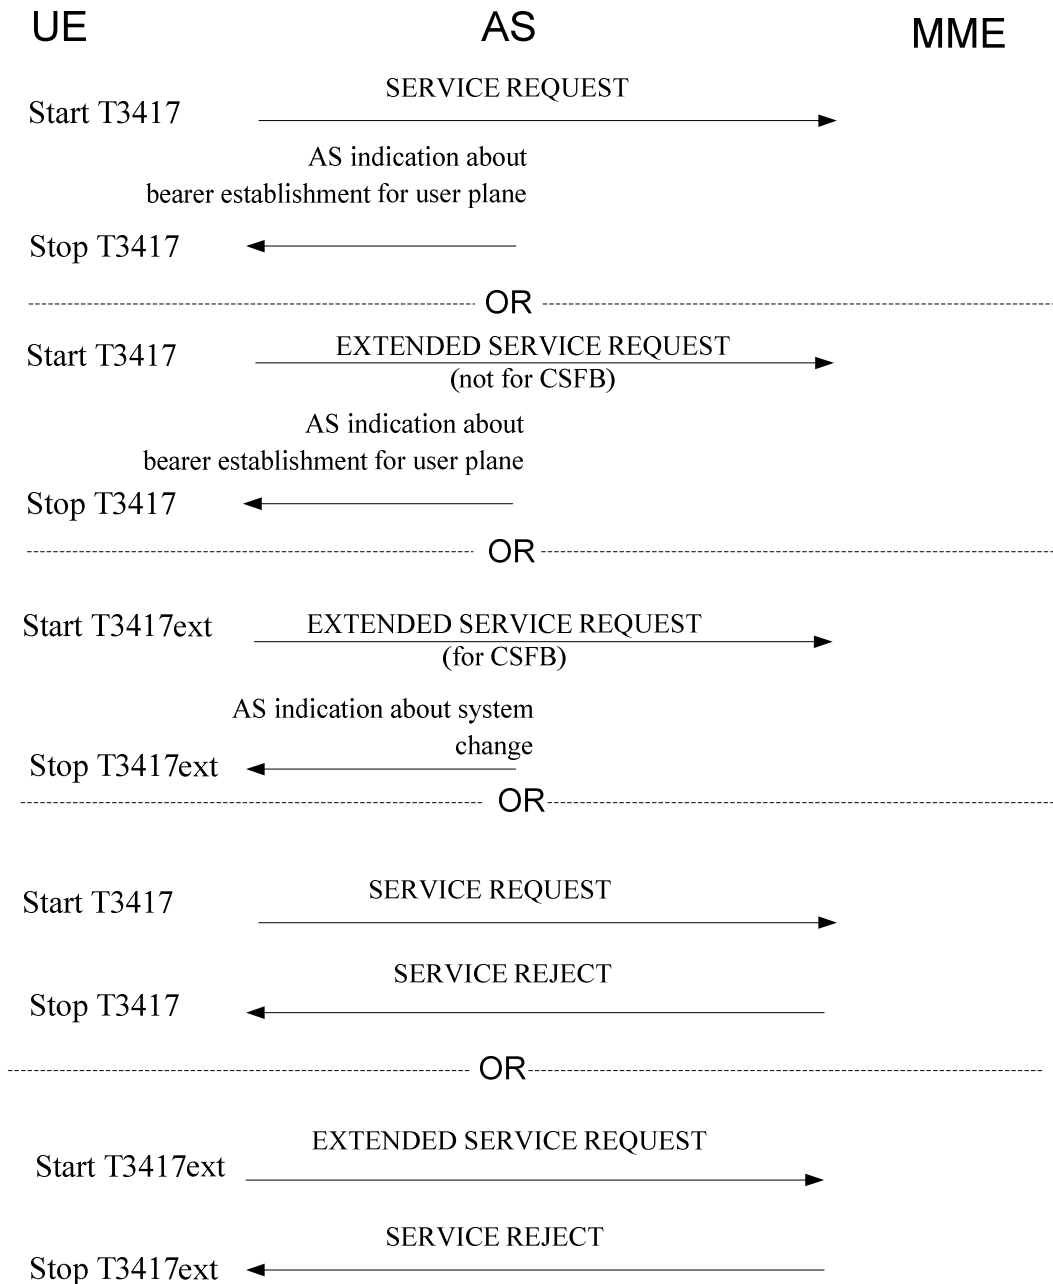 UE AS MME
SERVICE REQUEST
Start T3417
AS indication about
bearer establishment for user plane
Stop T3417
OR
EXTENDED SERVICE REQUEST
Start T3417
(not for CSFB)
AS indication about
bearer establishment for user plane
Stop T3417
OR
Start T3417ext EXTENDED SERVICE REQUEST
(for CSFB)
AS indication about system
change
Stop T3417ext
OR
Start T3417 SERVICE REQUEST
SERVICE REJECT
Stop T3417
OR
EXTENDED SERVICE REQUEST
Start T3417ext
SERVICE REJECT
Stop T3417ext